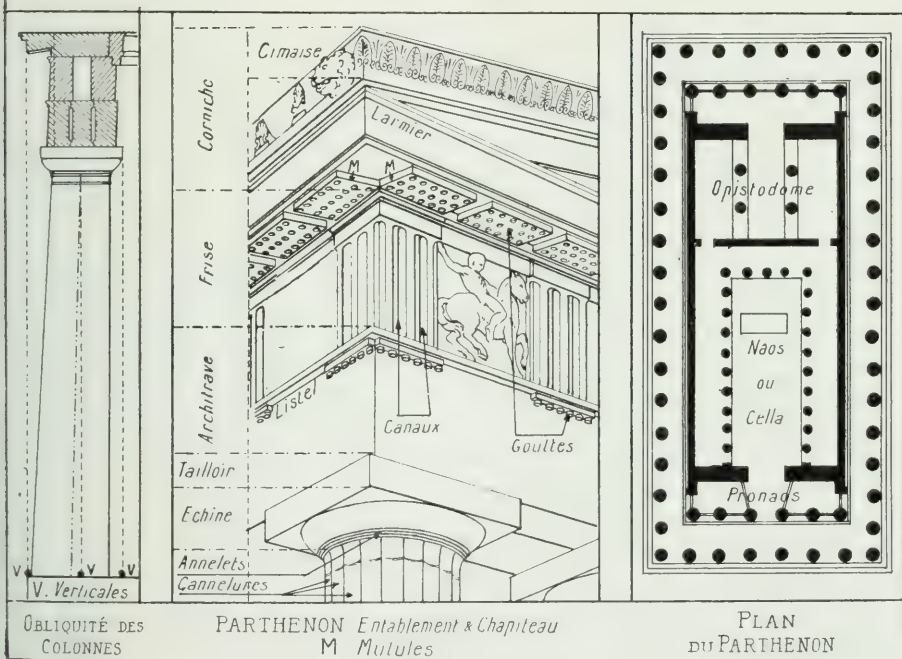 V V V
V. Verticales
OBLIQUITÉ DES
COLONNES
Corniche
Frise
Architrave
Cimaise
Larmier
M M
Listel
Canaux
Gouttes
Tailloir
Echine
Annelets
Cannelures
PARTHENON Entablement & Chapiteau
M Mutules
Opistodome
Naos
ou
Cella
Pronaos
PLAN
DU PARTHENON